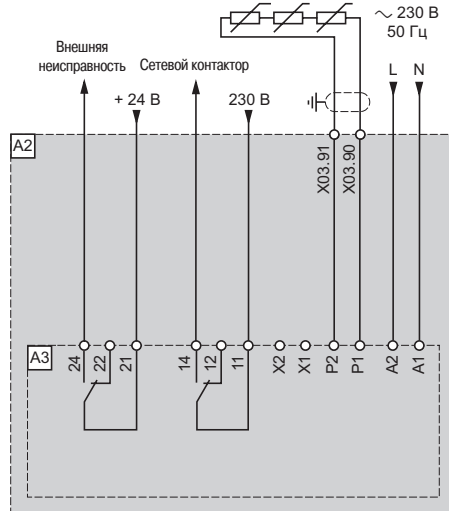 ~ 230 В
50 Гц
Внешняя
неисправность
Сетевой контактор
L
N
+ 24 В
230 В
A2
X03.91
X03.90
A3
24
22
21
14
12
11
X2
X1
P2
P1
A2
A1